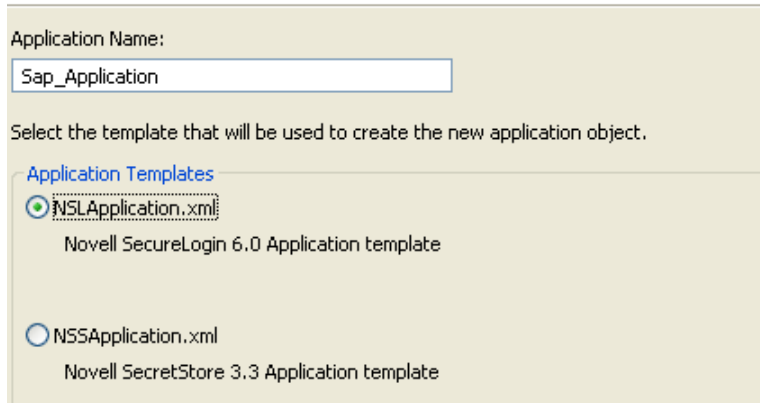 Application Name:
Sap_Application
Select the template that will be used to create the new application object.
Application Templates
NSLApplication.xml
Novell SecureLogin 6.0 Application template
NSSApplication.xml
Novell SecretStore 3.3 Application template